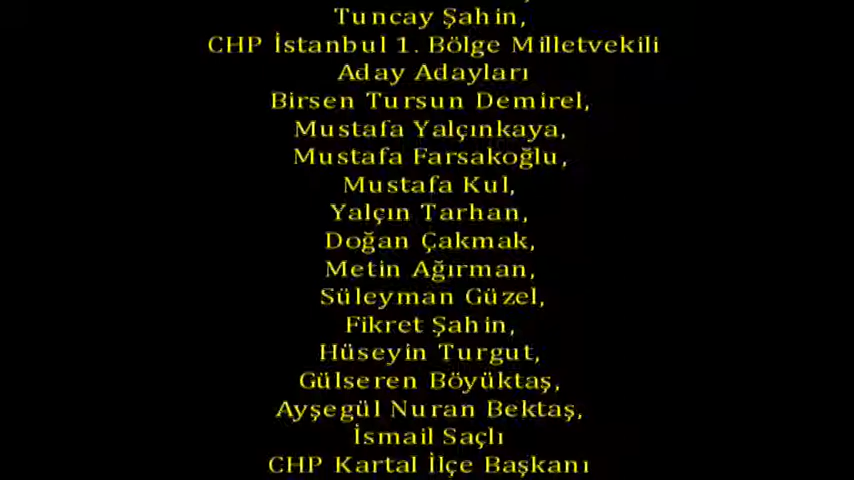 Tuncay Şahin,
CHP İstanbul 1. Bölge Milletvekili
Aday Adayları
Birsen Tursun Demirel,
Mustafa Yalçınkaya,
Mustafa Farsakoğlu,
Mustafa Kul,
Yalçın Tarhan,
Doğan Çakmak,
Metin Ağırman,
Süleyman Güzel,
Fikret Şahin,
Hüseyin Turgut,
Gülseren Böyüktaş,
Ayşegül Nuran Bektaş,
İsmail Saçlı
CHP Kartal İlçe Başkanı